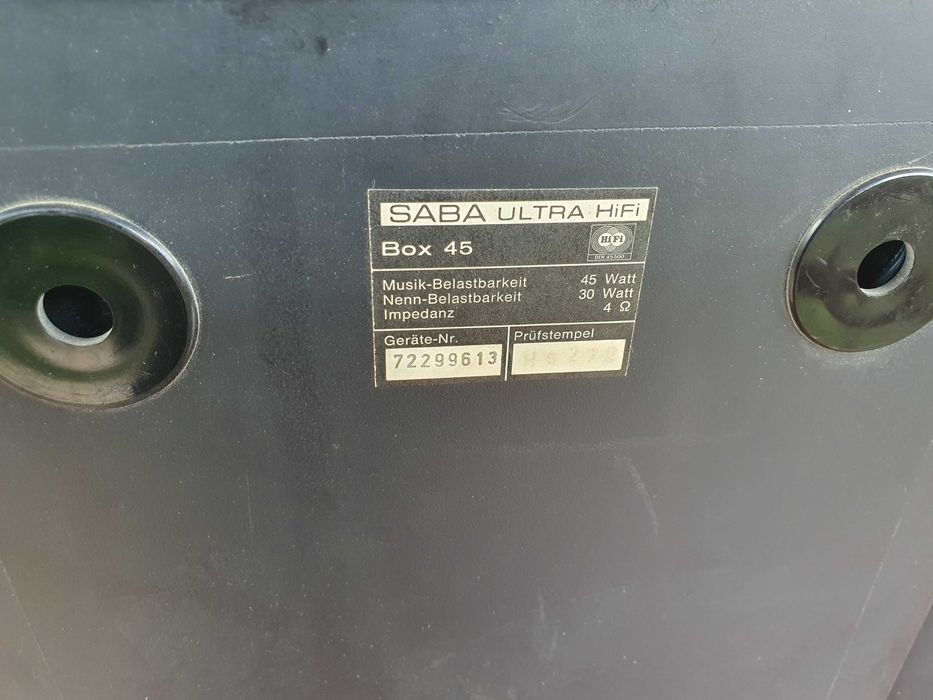 SABA ULTRA HiFi
Box 45
HiFi
DIN 45500
Musik-Belastbarkeit 45 Watt
Nenn-Belastbarkeit 30 Watt
Impedanz 4 Ω
Geräte-Nr. Prüfstempel
72299613